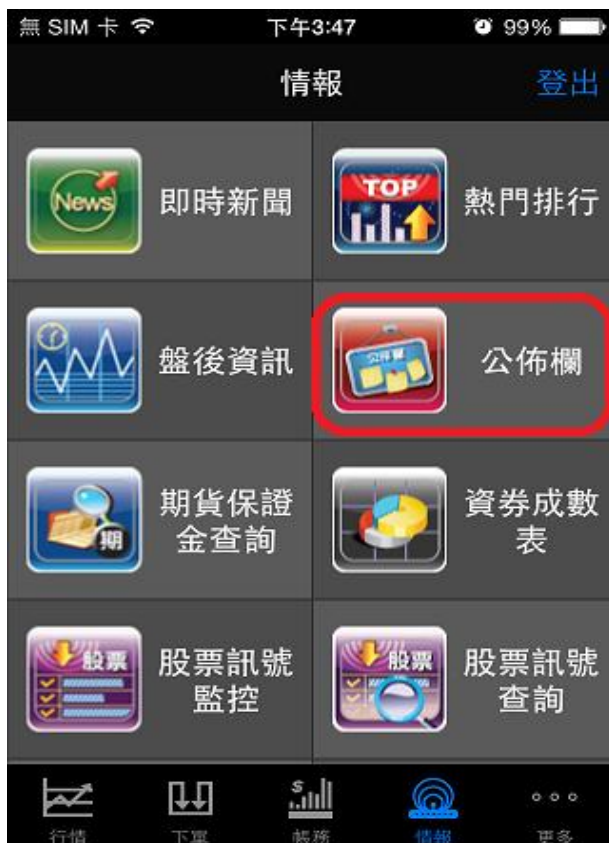 無 SIM 卡 下午3:47 99%
情報 登出
News 即時新聞
TOP 熱門排行
盤後資訊
公佈欄 公佈欄
期 期貨保證
金查詢
資券成數
表
股票 股票訊號
監控
股票 股票訊號
查詢
行情 下單 帳務 情報 更多